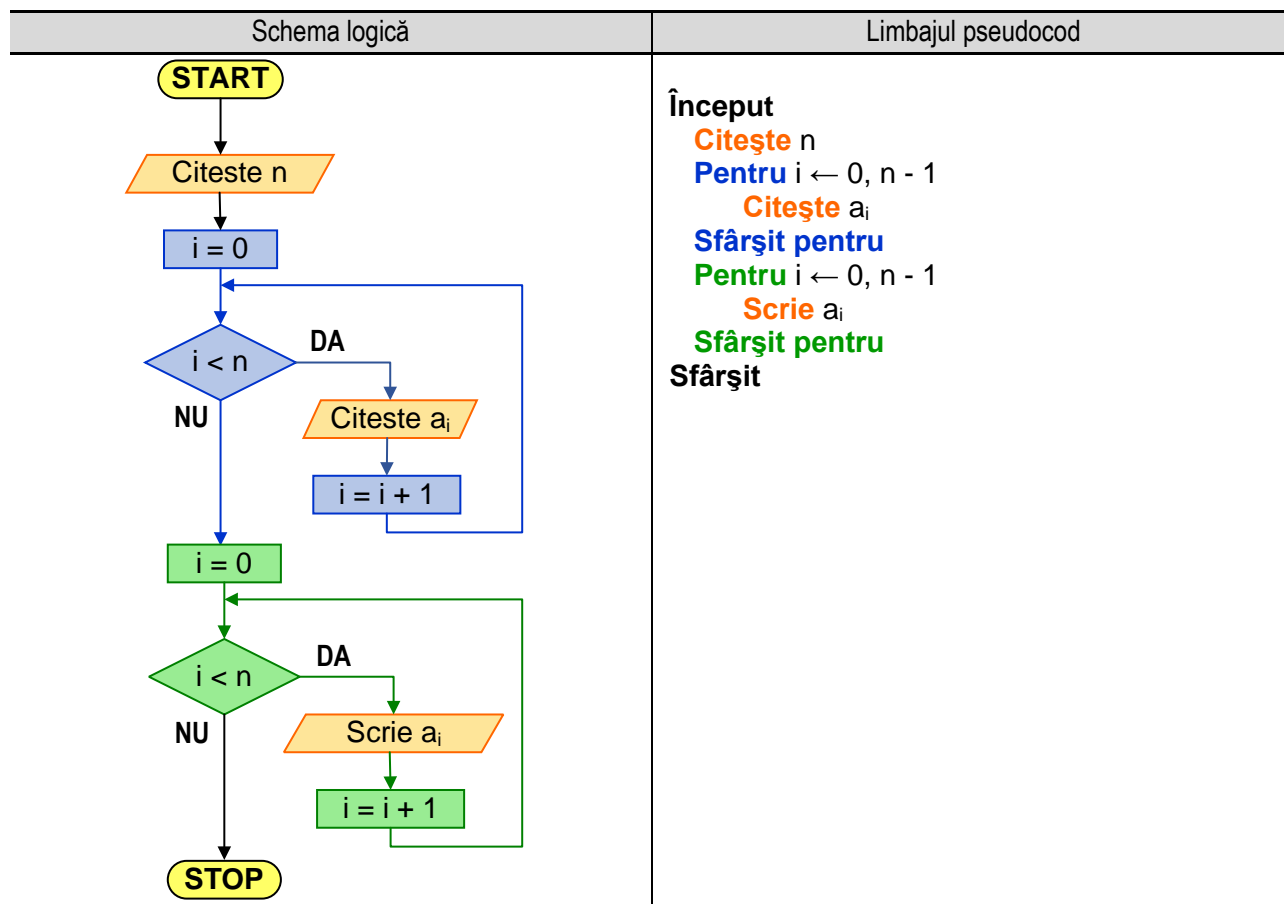 Schema logică
Limbajul pseudocod
START
Citeste n
i = 0
i < n
DA
NU
Citeste aᵢ
i = i + 1
i = 0
i < n
DA
NU
Scrie aᵢ
i = i + 1
STOP
Început
Citeşte n
Pentru i ← 0, n - 1
Citeşte aᵢ
Sfârşit pentru
Pentru i ← 0, n - 1
Scrie aᵢ
Sfârşit pentru
Sfârşit